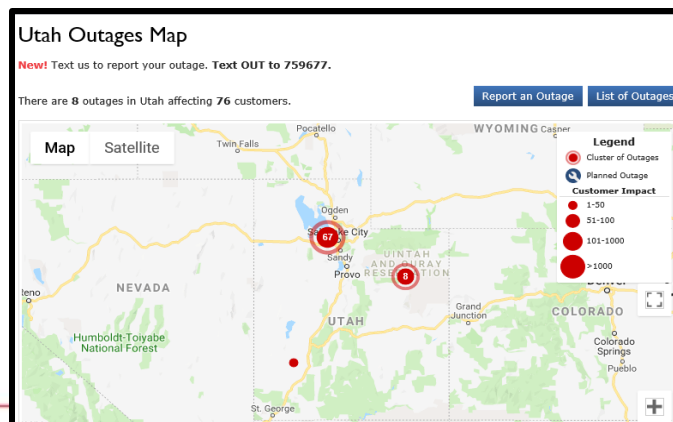 Utah Outages Map
New! Text us to report your outage. Text OUT to 759677.
There are 8 outages in Utah affecting 76 customers.
Report an Outage
List of Outages
Map
Satellite
Legend
Cluster of Outages
Planned Outage
Customer Impact
1-50
51-100
101-1000
>1000
Pocatello
WYOMING
Casper
Twin Falls
Ogden
67
Salt Lake City
Sandy
Provo
UINTAH
AND OURAY
RESERVATION
8
NEVADA
UTAH
Grand
Junction
COLORADO
Denver
Colorado
Springs
Pueblo
Humboldt-Toiyabe
National Forest
St. George